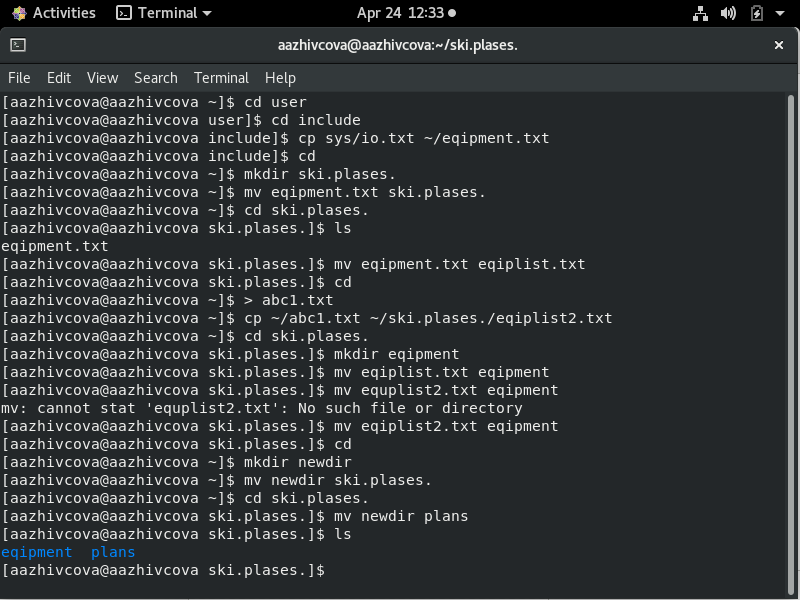 Activities Terminal Apr 24 12:33
aazhivcova@aazhivcova:~/ski.plases.
File Edit View Search Terminal Help
[aazhivcova@aazhivcova ~]$ cd user
[aazhivcova@aazhivcova user]$ cd include
[aazhivcova@aazhivcova include]$ cp sys/io.txt ~/eqipment.txt
[aazhivcova@aazhivcova include]$ cd
[aazhivcova@aazhivcova ~]$ mkdir ski.plases.
[aazhivcova@aazhivcova ~]$ mv eqipment.txt ski.plases.
[aazhivcova@aazhivcova ~]$ cd ski.plases.
[aazhivcova@aazhivcova ski.plases.]$ ls
eqipment.txt
[aazhivcova@aazhivcova ski.plases.]$ mv eqipment.txt eqiplist.txt
[aazhivcova@aazhivcova ski.plases.]$ cd
[aazhivcova@aazhivcova ~]$ > abc1.txt
[aazhivcova@aazhivcova ~]$ cp ~/abc1.txt ~/ski.plases./eqiplist2.txt
[aazhivcova@aazhivcova ~]$ cd ski.plases.
[aazhivcova@aazhivcova ski.plases.]$ mkdir eqipment
[aazhivcova@aazhivcova ski.plases.]$ mv eqiplist.txt eqipment
[aazhivcova@aazhivcova ski.plases.]$ mv equplist2.txt eqipment
mv: cannot stat 'equplist2.txt': No such file or directory
[aazhivcova@aazhivcova ski.plases.]$ mv eqiplist2.txt eqipment
[aazhivcova@aazhivcova ski.plases.]$ cd
[aazhivcova@aazhivcova ~]$ mkdir newdir
[aazhivcova@aazhivcova ~]$ mv newdir ski.plases.
[aazhivcova@aazhivcova ~]$ cd ski.plases.
[aazhivcova@aazhivcova ski.plases.]$ mv newdir plans
[aazhivcova@aazhivcova ski.plases.]$ ls
eqipment plans
[aazhivcova@aazhivcova ski.plases.]$